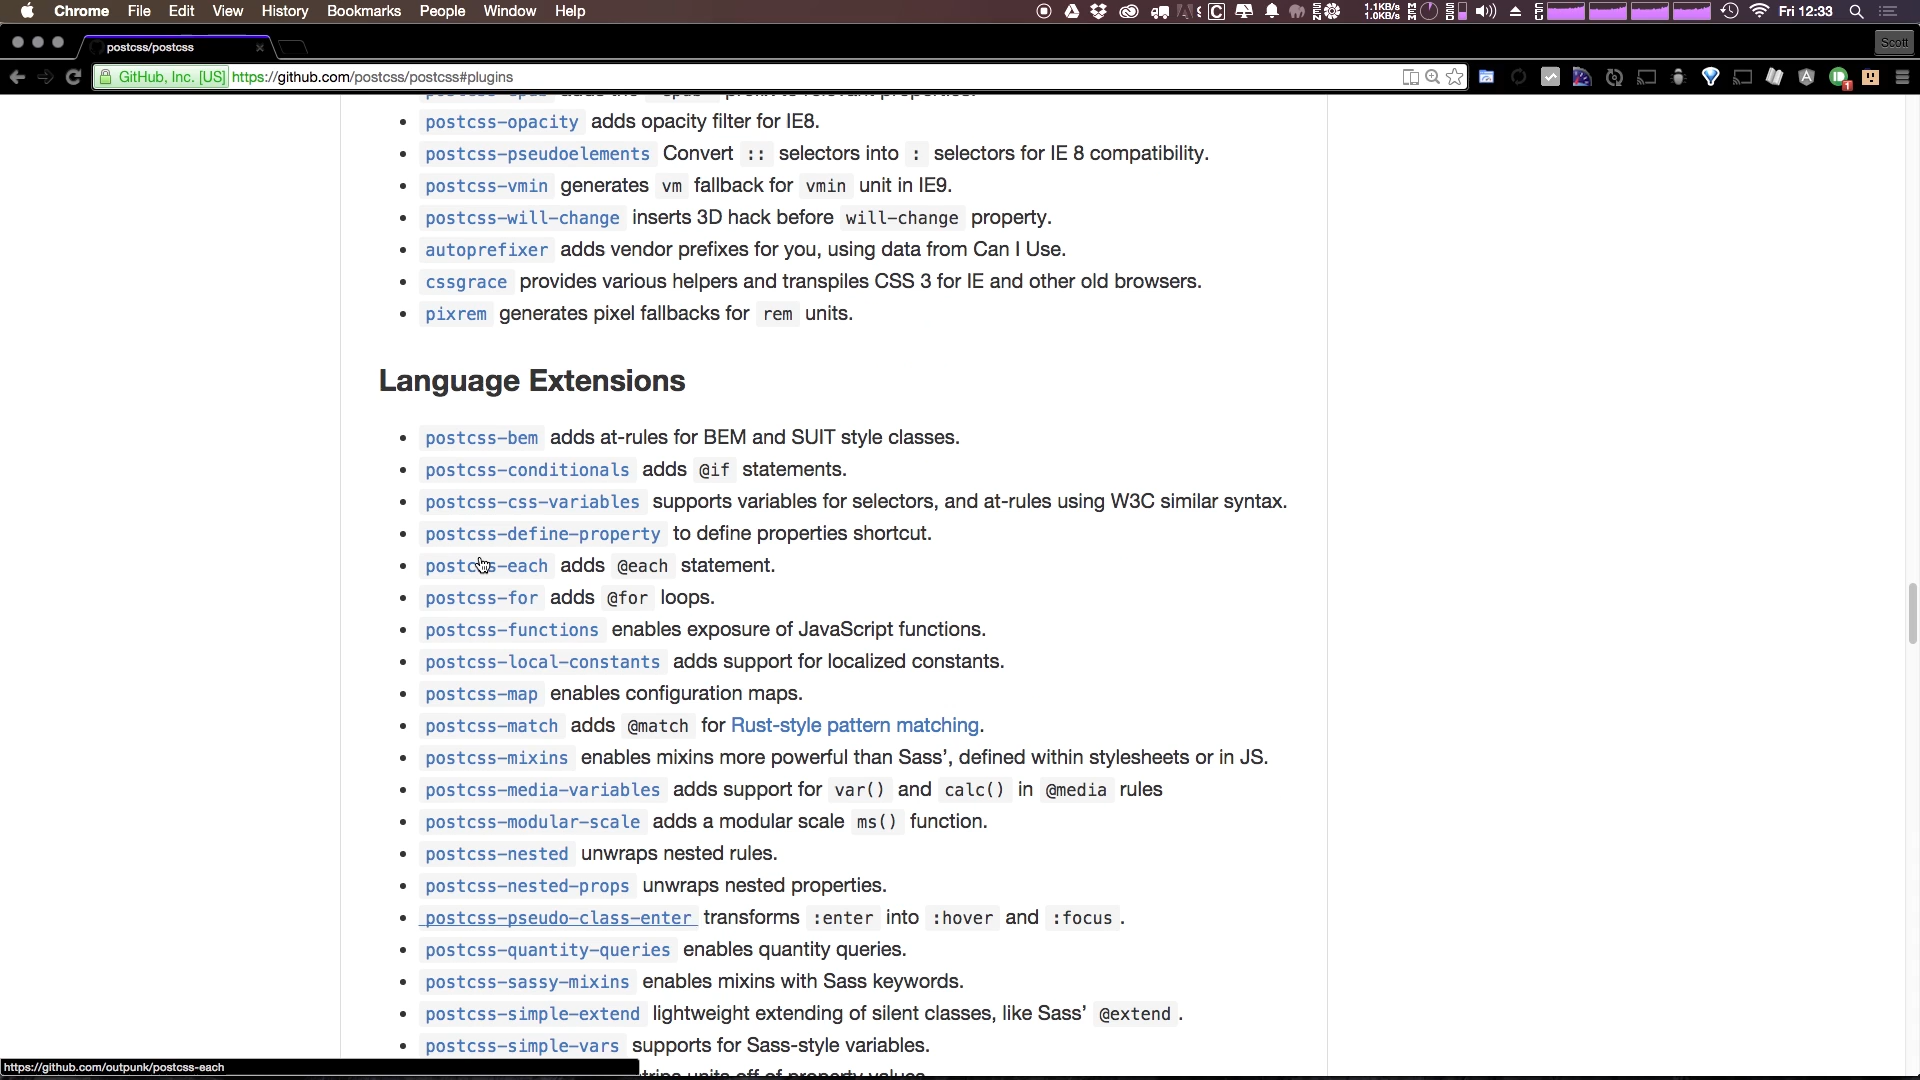 Chrome File Edit View History Bookmarks People Window Help 1.1KB/s 1.0KB/s Fri 12:33
postcss/postcss Scott
GitHub, Inc. [US] https://github.com/postcss/postcss#plugins
postcss-opacity adds opacity filter for IE8.
postcss-pseudoelements Convert :: selectors into : selectors for IE 8 compatibility.
postcss-vmin generates vm fallback for vmin unit in IE9.
postcss-will-change inserts 3D hack before will-change property.
autoprefixer adds vendor prefixes for you, using data from Can I Use.
cssgrace provides various helpers and transpiles CSS 3 for IE and other old browsers.
pixrem generates pixel fallbacks for rem units.
Language Extensions
postcss-bem adds at-rules for BEM and SUIT style classes.
postcss-conditionals adds @if statements.
postcss-css-variables supports variables for selectors, and at-rules using W3C similar syntax.
postcss-define-property to define properties shortcut.
postcss-each adds @each statement.
postcss-for adds @for loops.
postcss-functions enables exposure of JavaScript functions.
postcss-local-constants adds support for localized constants.
postcss-map enables configuration maps.
postcss-match adds @match for Rust-style pattern matching.
postcss-mixins enables mixins more powerful than Sass’, defined within stylesheets or in JS.
postcss-media-variables adds support for var() and calc() in @media rules
postcss-modular-scale adds a modular scale ms() function.
postcss-nested unwraps nested rules.
postcss-nested-props unwraps nested properties.
postcss-pseudo-class-enter transforms :enter into :hover and :focus .
postcss-quantity-queries enables quantity queries.
postcss-sassy-mixins enables mixins with Sass keywords.
postcss-simple-extend lightweight extending of silent classes, like Sass’ @extend .
postcss-simple-vars supports for Sass-style variables.
https://github.com/outpunk/postcss-each